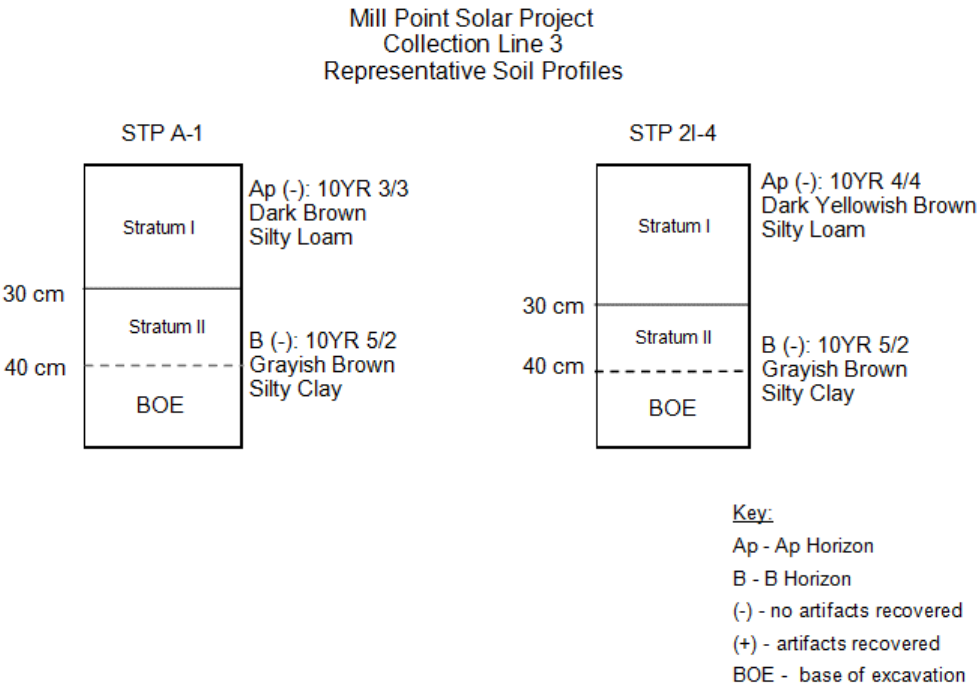 Mill Point Solar Project
Collection Line 3
Representative Soil Profiles
STP A-1
Ap (-): 10YR 3/3
Dark Brown
Silty Loam
Stratum I
30 cm
Stratum II
B (-): 10YR 5/2
Grayish Brown
Silty Clay
40 cm
BOE
STP 2I-4
Ap (-): 10YR 4/4
Dark Yellowish Brown
Silty Loam
Stratum I
30 cm
Stratum II
B (-): 10YR 5/2
Grayish Brown
Silty Clay
40 cm
BOE
Key:
Ap - Ap Horizon
B - B Horizon
(-) - no artifacts recovered
(+) - artifacts recovered
BOE - base of excavation